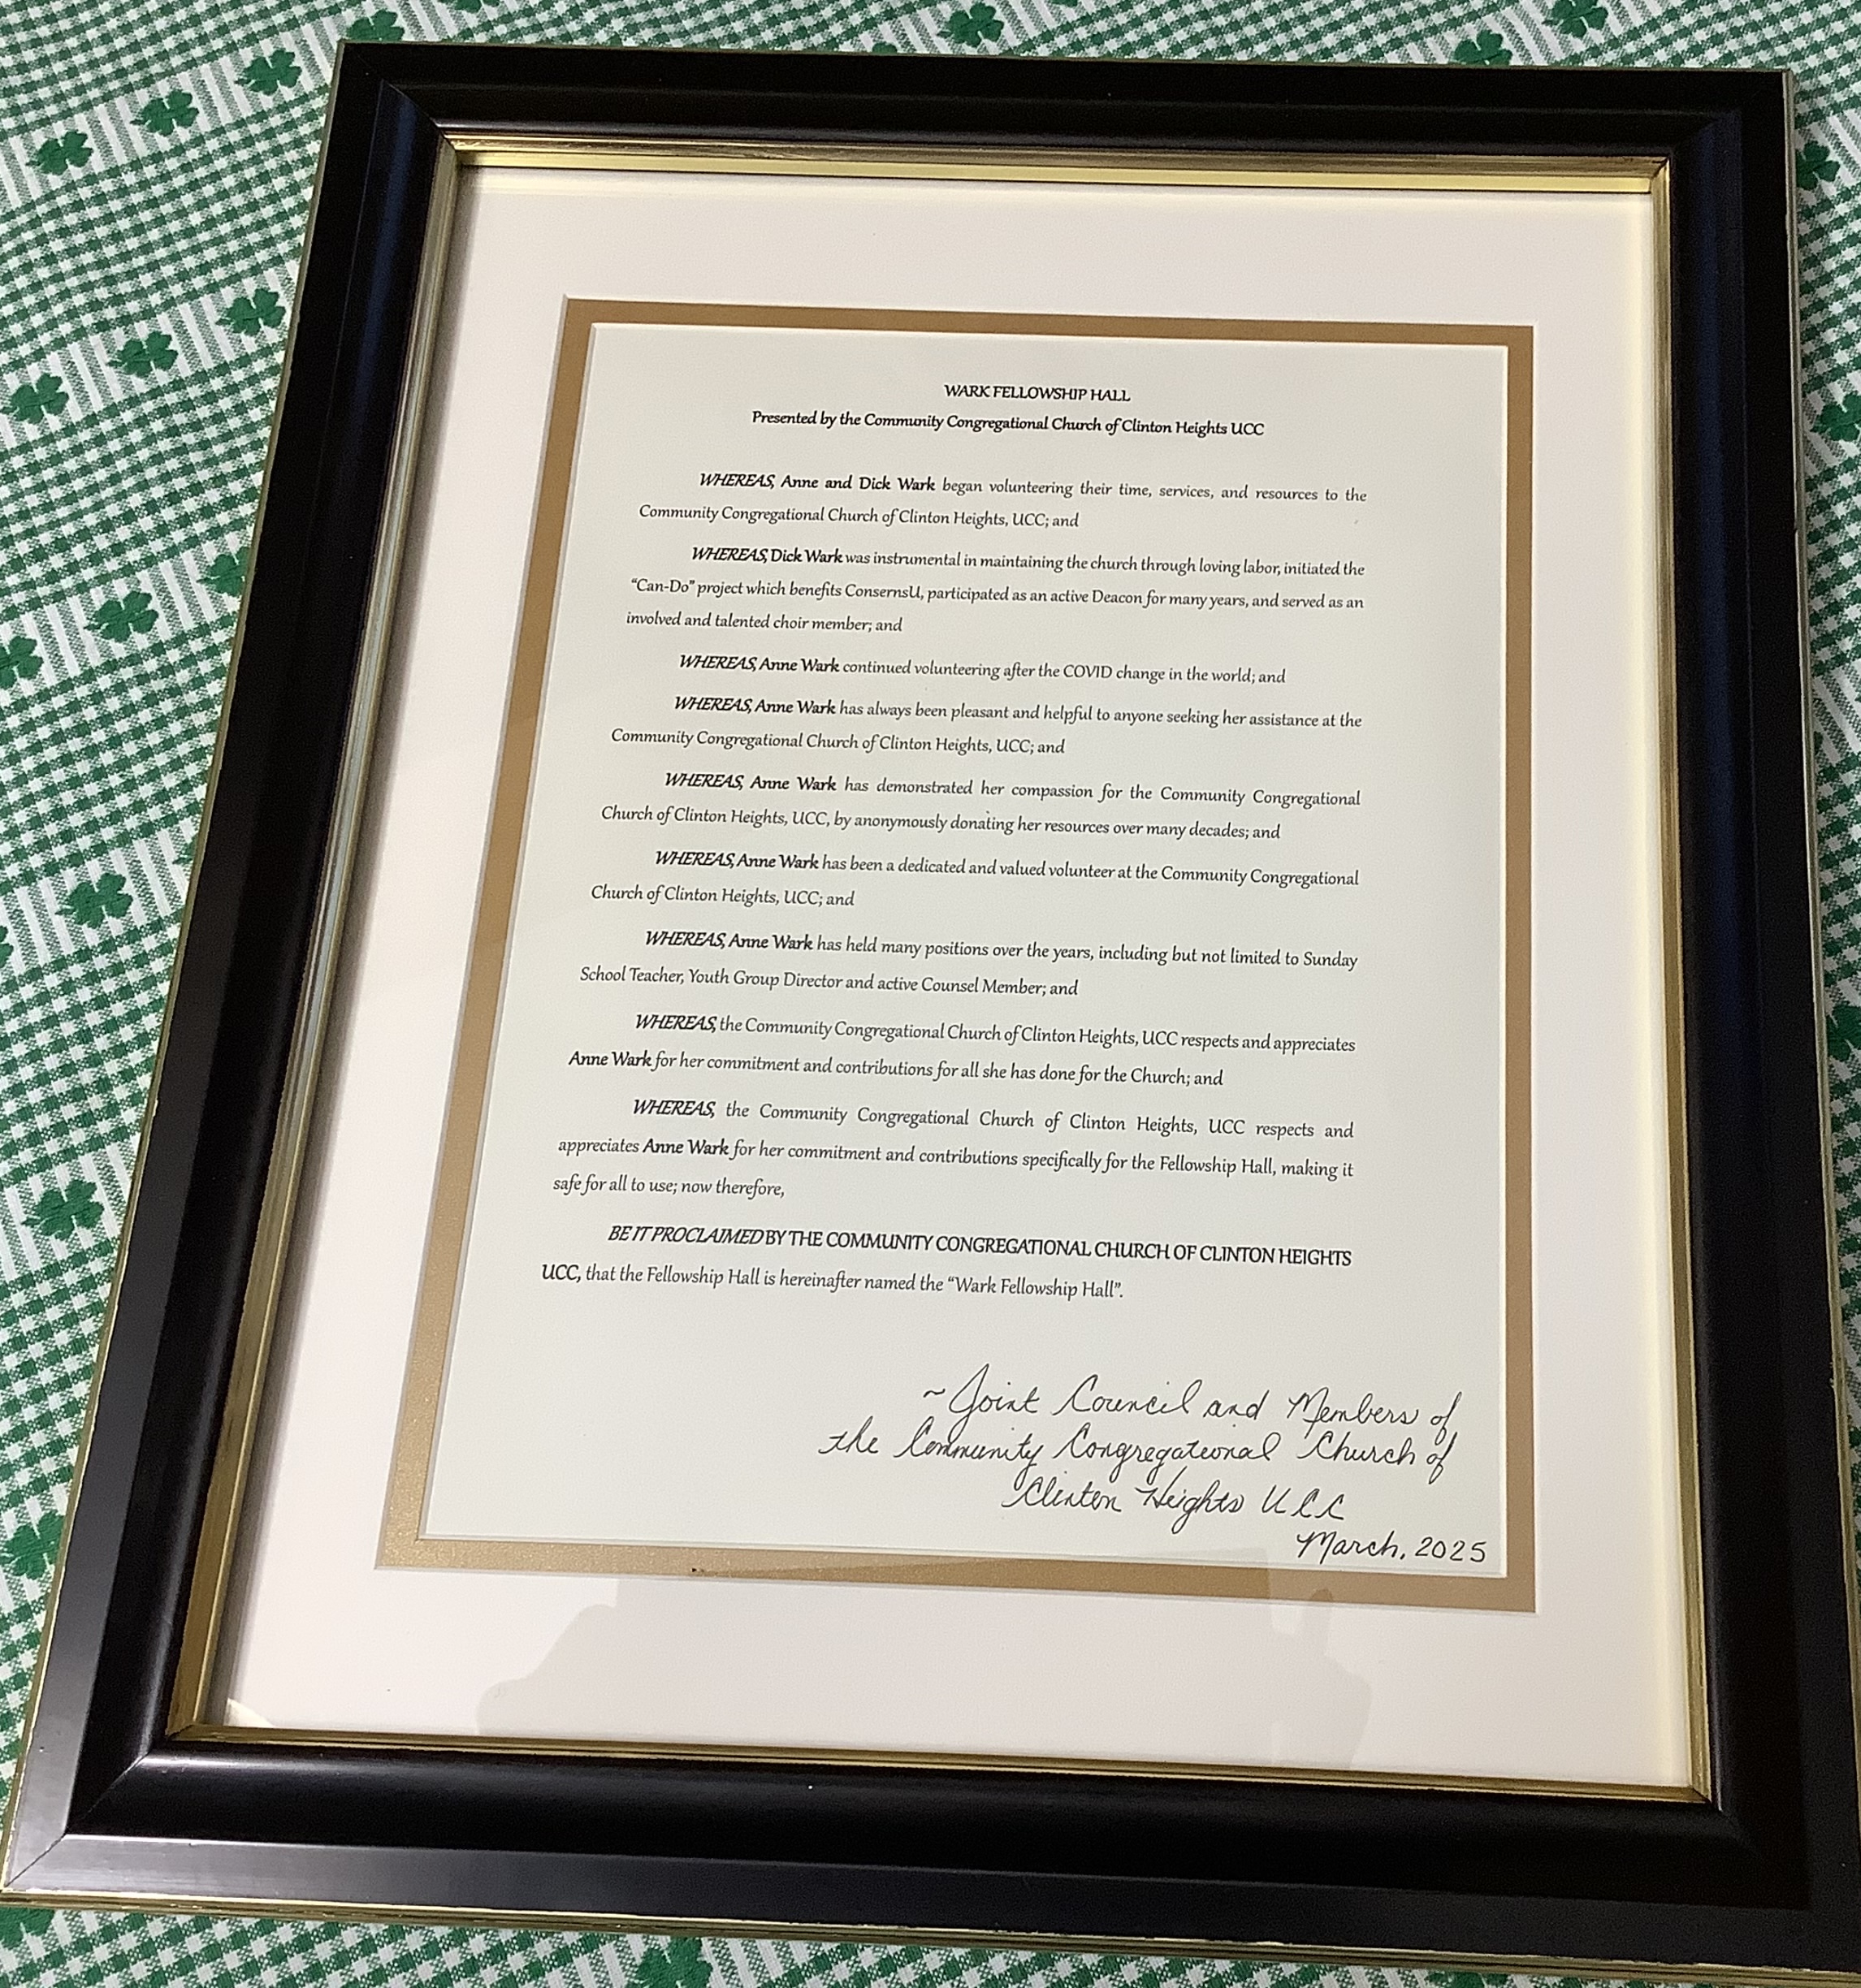 WARK FELLOWSHIP HALL
Presented by the Community Congregational Church of Clinton Heights UCC
WHEREAS, Anne and Dick Wark began volunteering their time, services, and resources to the
Community Congregational Church of Clinton Heights, UCC; and
WHEREAS, Dick Wark was instrumental in maintaining the church through loving labor, initiated the
“Can-Do” project which benefits ConsernsU, participated as an active Deacon for many years, and served as an
involved and talented choir member; and
WHEREAS, Anne Wark continued volunteering after the COVID change in the world; and
WHEREAS, Anne Wark has always been pleasant and helpful to anyone seeking her assistance at the
Community Congregational Church of Clinton Heights, UCC; and
WHEREAS, Anne Wark has demonstrated her compassion for the Community Congregational
Church of Clinton Heights, UCC, by anonymously donating her resources over many decades; and
WHEREAS, Anne Wark has been a dedicated and valued volunteer at the Community Congregational
Church of Clinton Heights, UCC; and
WHEREAS, Anne Wark has held many positions over the years, including but not limited to Sunday
School Teacher, Youth Group Director and active Counsel Member; and
WHEREAS, the Community Congregational Church of Clinton Heights, UCC respects and appreciates
Anne Wark for her commitment and contributions for all she has done for the Church; and
WHEREAS, the Community Congregational Church of Clinton Heights, UCC respects and
appreciates Anne Wark for her commitment and contributions specifically for the Fellowship Hall, making it
safe for all to use; now therefore,
BE IT PROCLAIMED BY THE COMMUNITY CONGREGATIONAL CHURCH OF CLINTON HEIGHTS
UCC, that the Fellowship Hall is hereinafter named the “Wark Fellowship Hall”.
~Joint Council and Members of
the Community Congregational Church of
Clinton Heights UCC
March, 2025